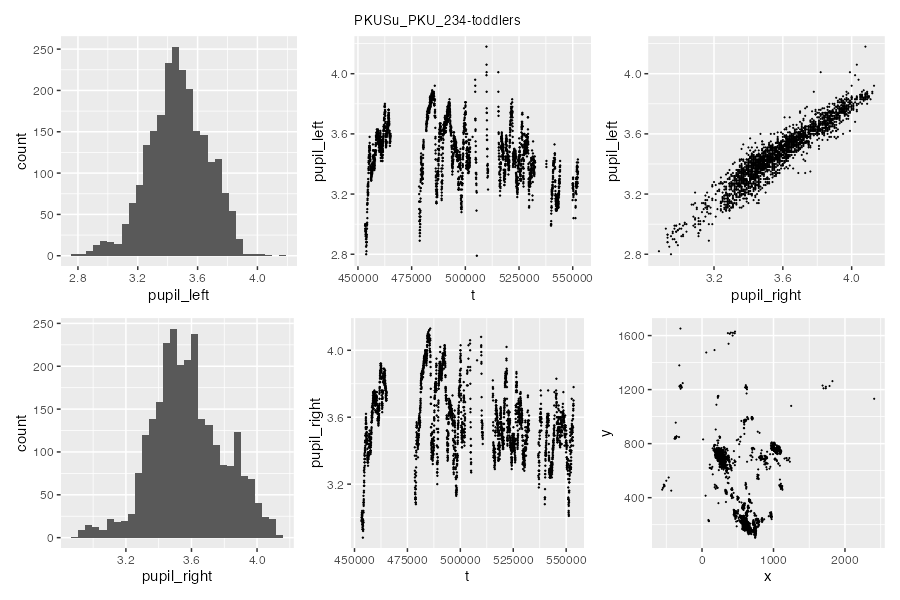 PKUSu_PKU_234-toddlers
250
200
150
100
50
0
count
2.8 3.2 3.6 4.0
pupil_left
4.0
3.6
3.2
2.8
pupil_left
450000 475000 500000 525000 550000
t
4.0
3.6
3.2
2.8
pupil_left
3.2 3.6 4.0
pupil_right
250
200
150
100
50
0
count
3.2 3.6 4.0
pupil_right
4.0
3.6
3.2
pupil_right
450000 475000 500000 525000 550000
t
1600
1200
800
400
y
0 1000 2000
x